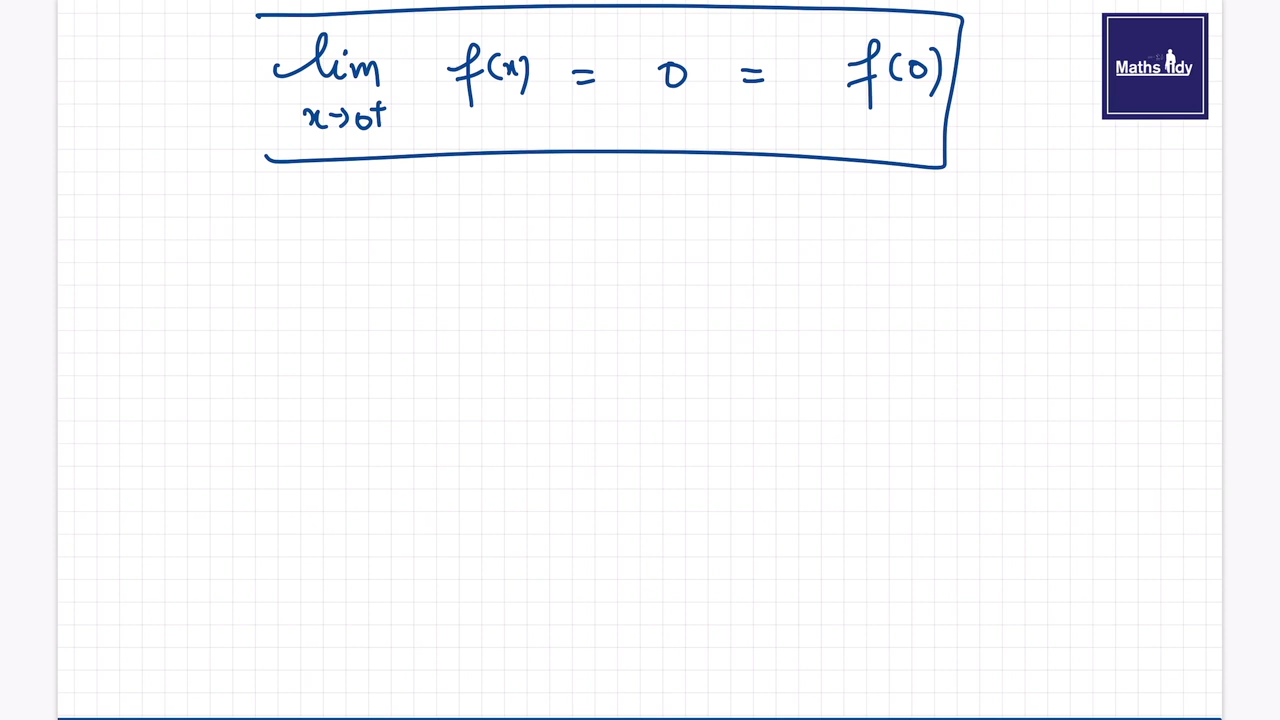 lim f(x) = 0 = f(0)
x→0+
Maths